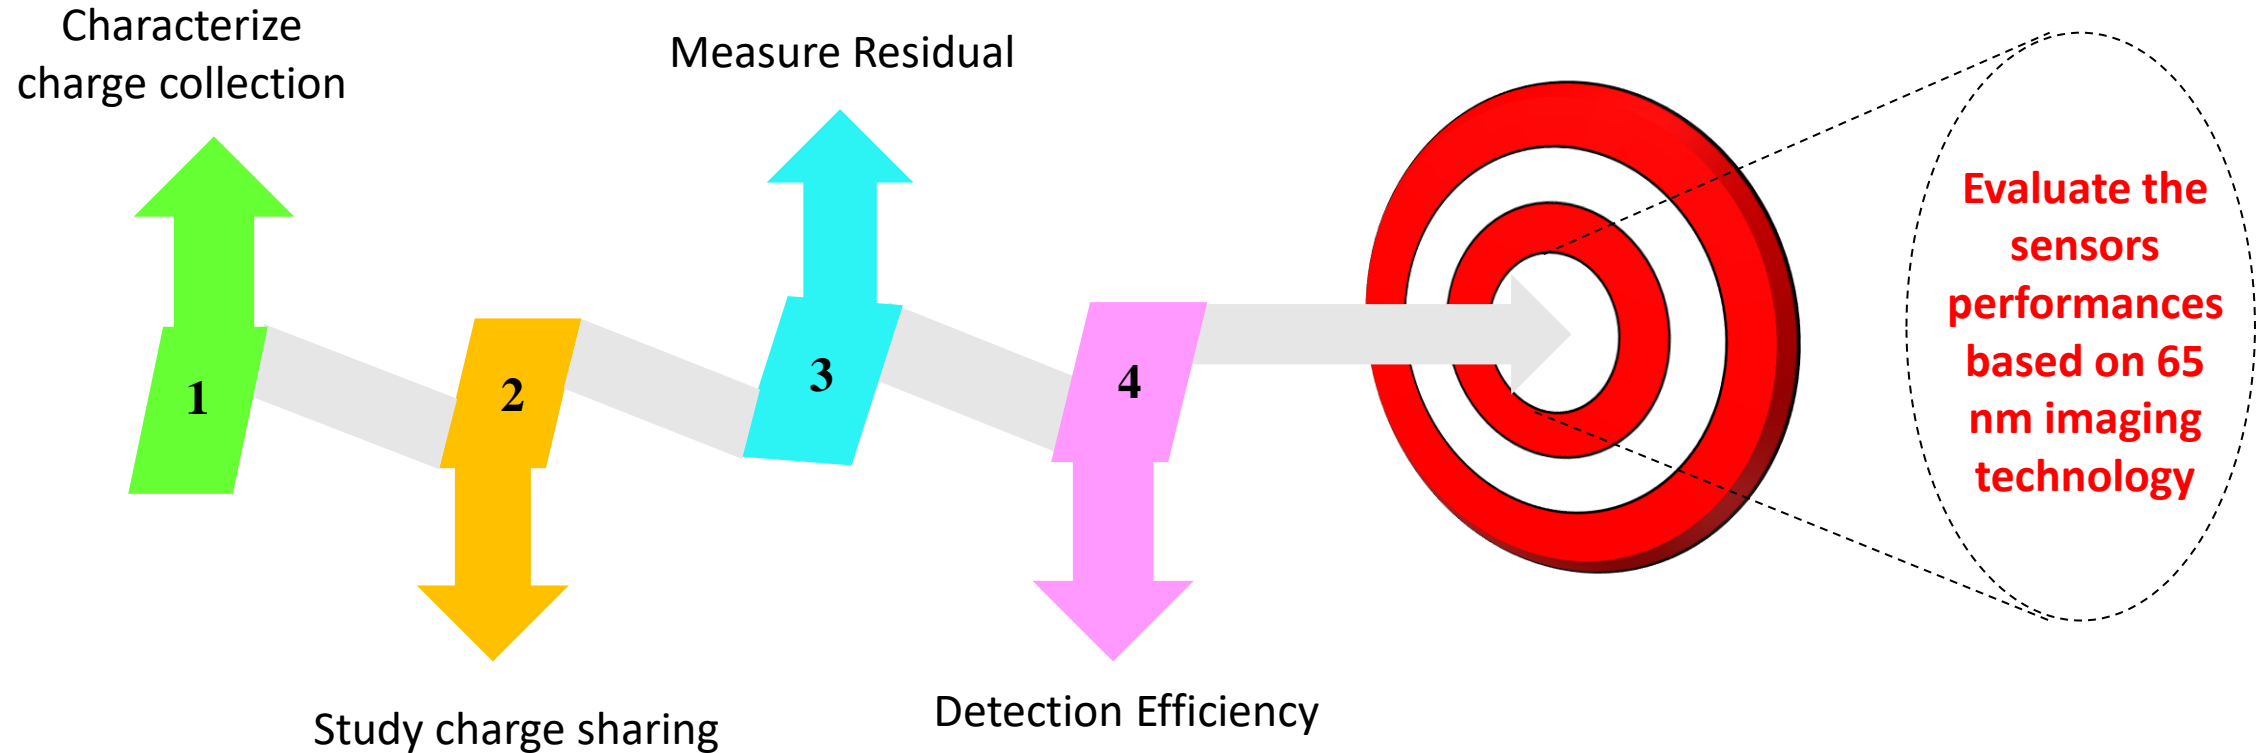 Characterize
charge collection
Measure Residual
1
2
3
4
Study charge sharing
Detection Efficiency
Evaluate the
sensors
performances
based on 65
nm imaging
technology